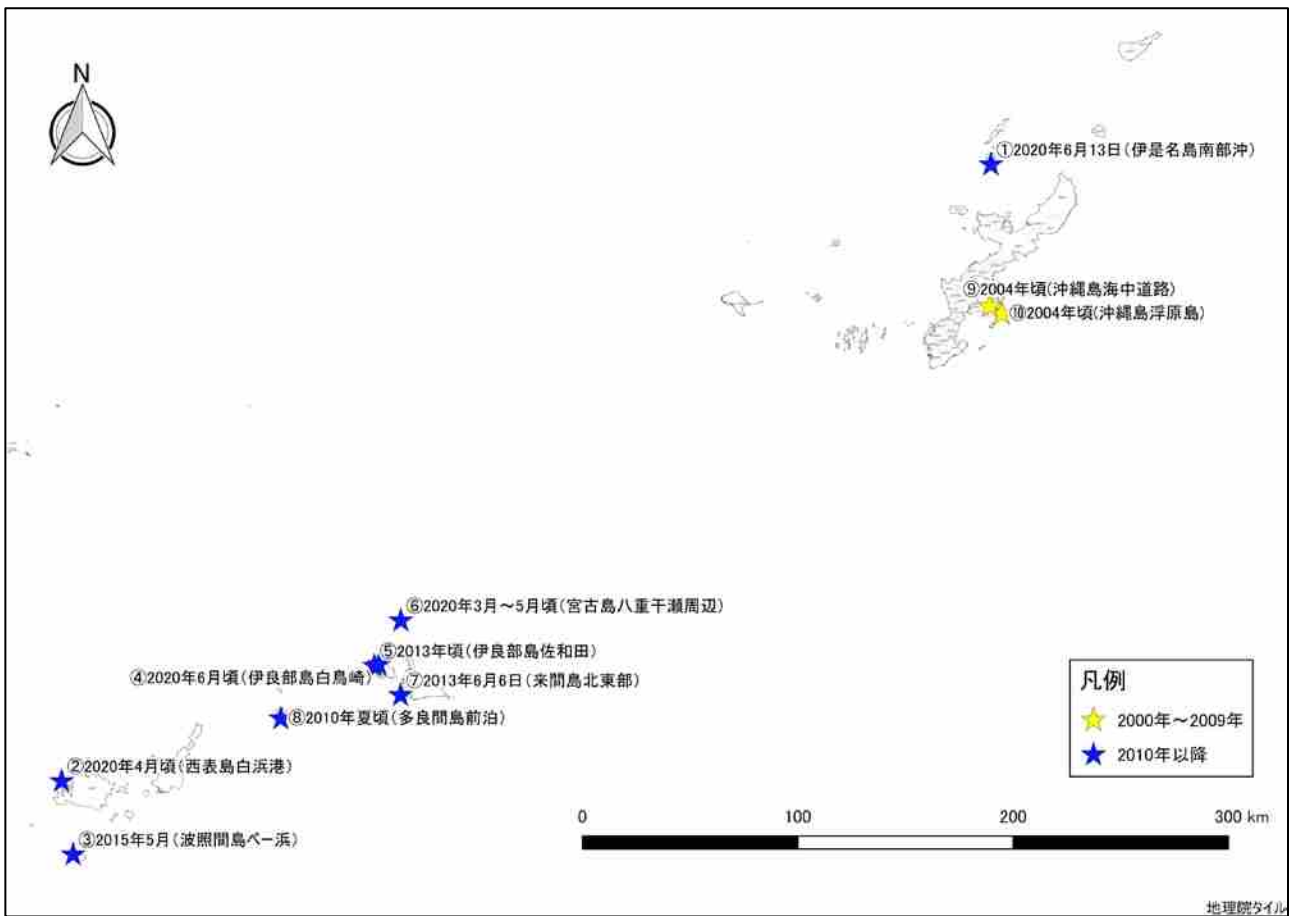 N
①2020年6月13日(伊是名島南部沖)
⑨2004年頃(沖縄島海中道路)
⑩2004年頃(沖縄島浮原島)
⑥2020年3月～5月頃(宮古島八重干瀬周辺)
⑤2013年頃(伊良部島佐和田)
④2020年6月頃(伊良部島白鳥崎)
⑦2013年6月6日(来間島北東部)
⑧2010年夏頃(多良間島前泊)
②2020年4月頃(西表島白浜港)
③2015年5月(波照間島ペー浜)
凡例
2000年～2009年
2010年以降
0 100 200 300 km
地理院タイル